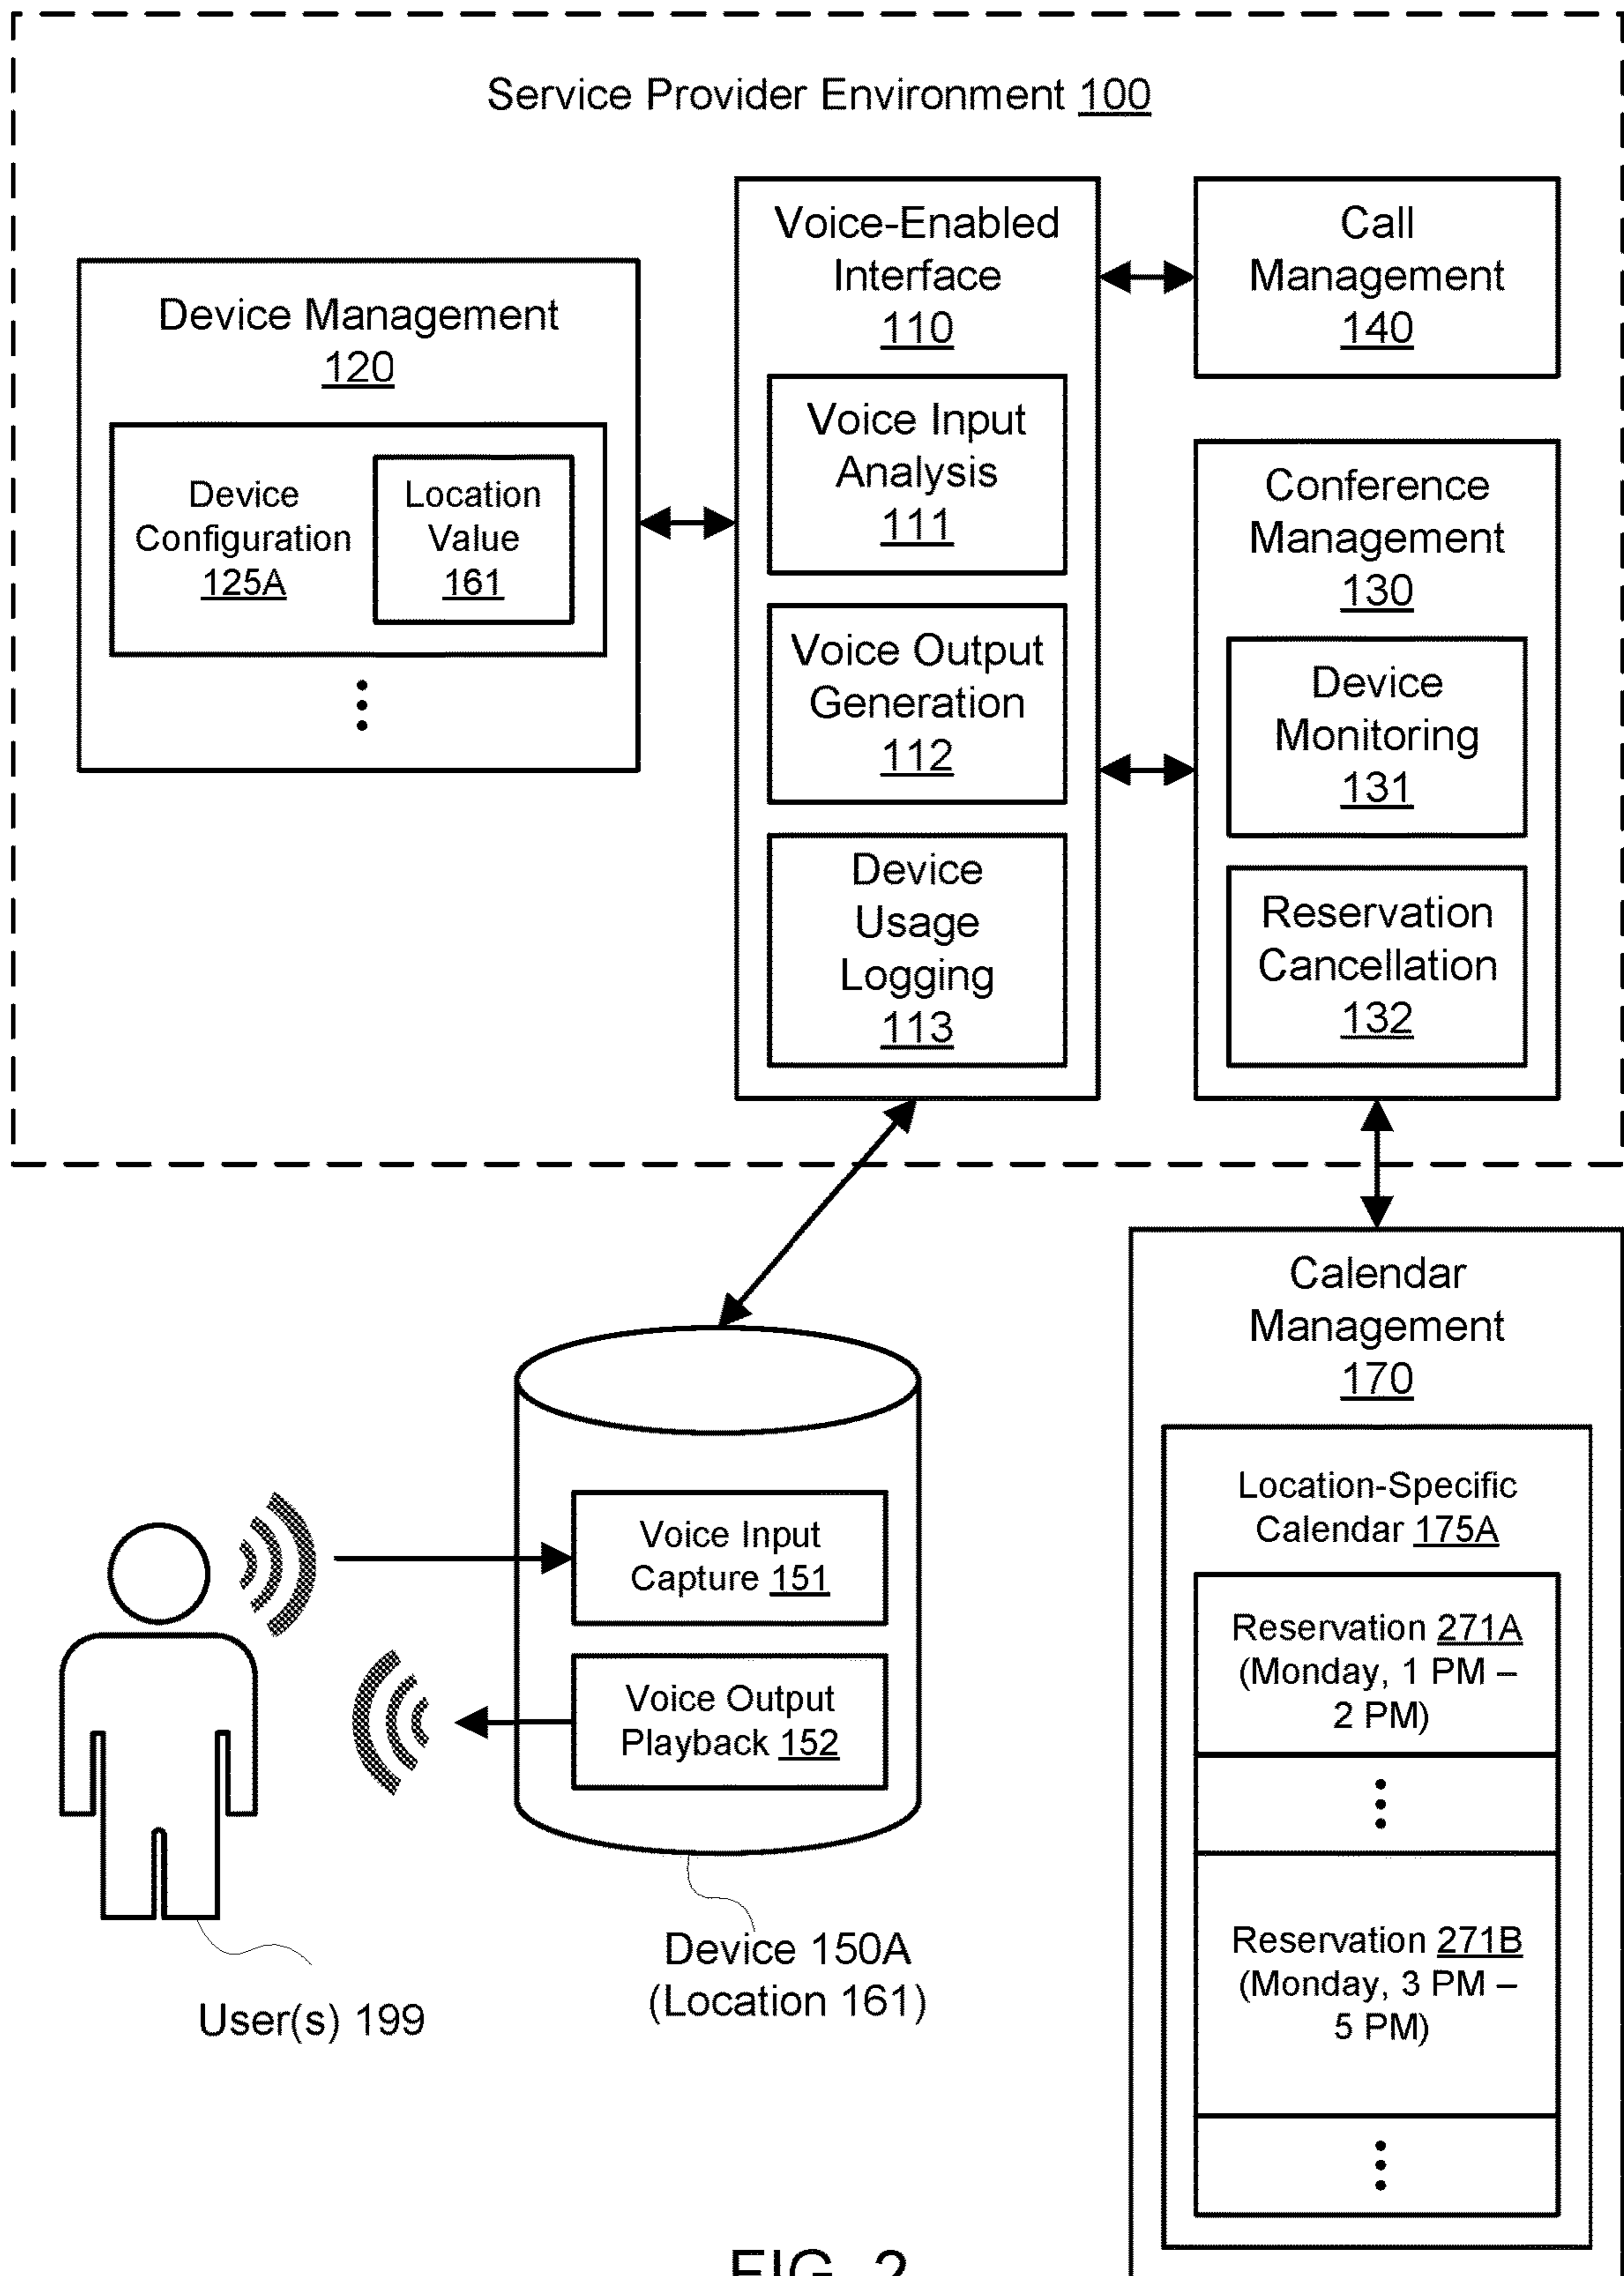 Service Provider Environment 100
Device Management
120
Device
Configuration
125A
Location
Value
161
Voice-Enabled
Interface
110
Voice Input
Analysis
111
Voice Output
Generation
112
Device
Usage
Logging
113
Call
Management
140
Conference
Management
130
Device
Monitoring
131
Reservation
Cancellation
132
Voice Input
Capture 151
Voice Output
Playback 152
Device 150A
(Location 161)
User(s) 199
Calendar
Management
170
Location-Specific
Calendar 175A
Reservation 271A
(Monday, 1 PM –
2 PM)
Reservation 271B
(Monday, 3 PM –
5 PM)
FIG. 2